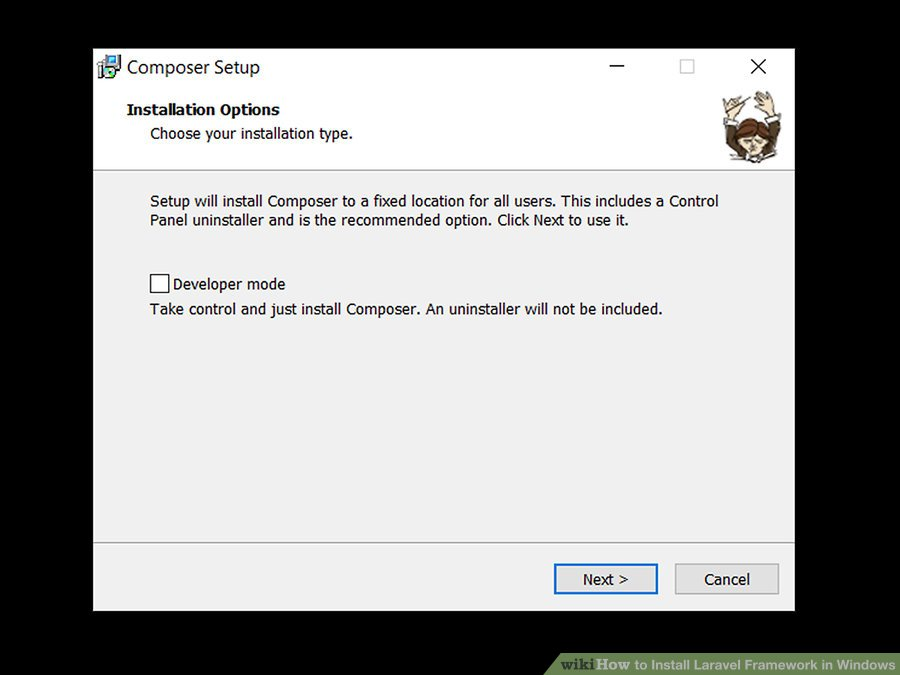 Composer Setup
Installation Options
Choose your installation type.
Setup will install Composer to a fixed location for all users. This includes a Control
Panel uninstaller and is the recommended option. Click Next to use it.
Developer mode
Take control and just install Composer. An uninstaller will not be included.
Next >
Cancel
wikiHow to Install Laravel Framework in Windows